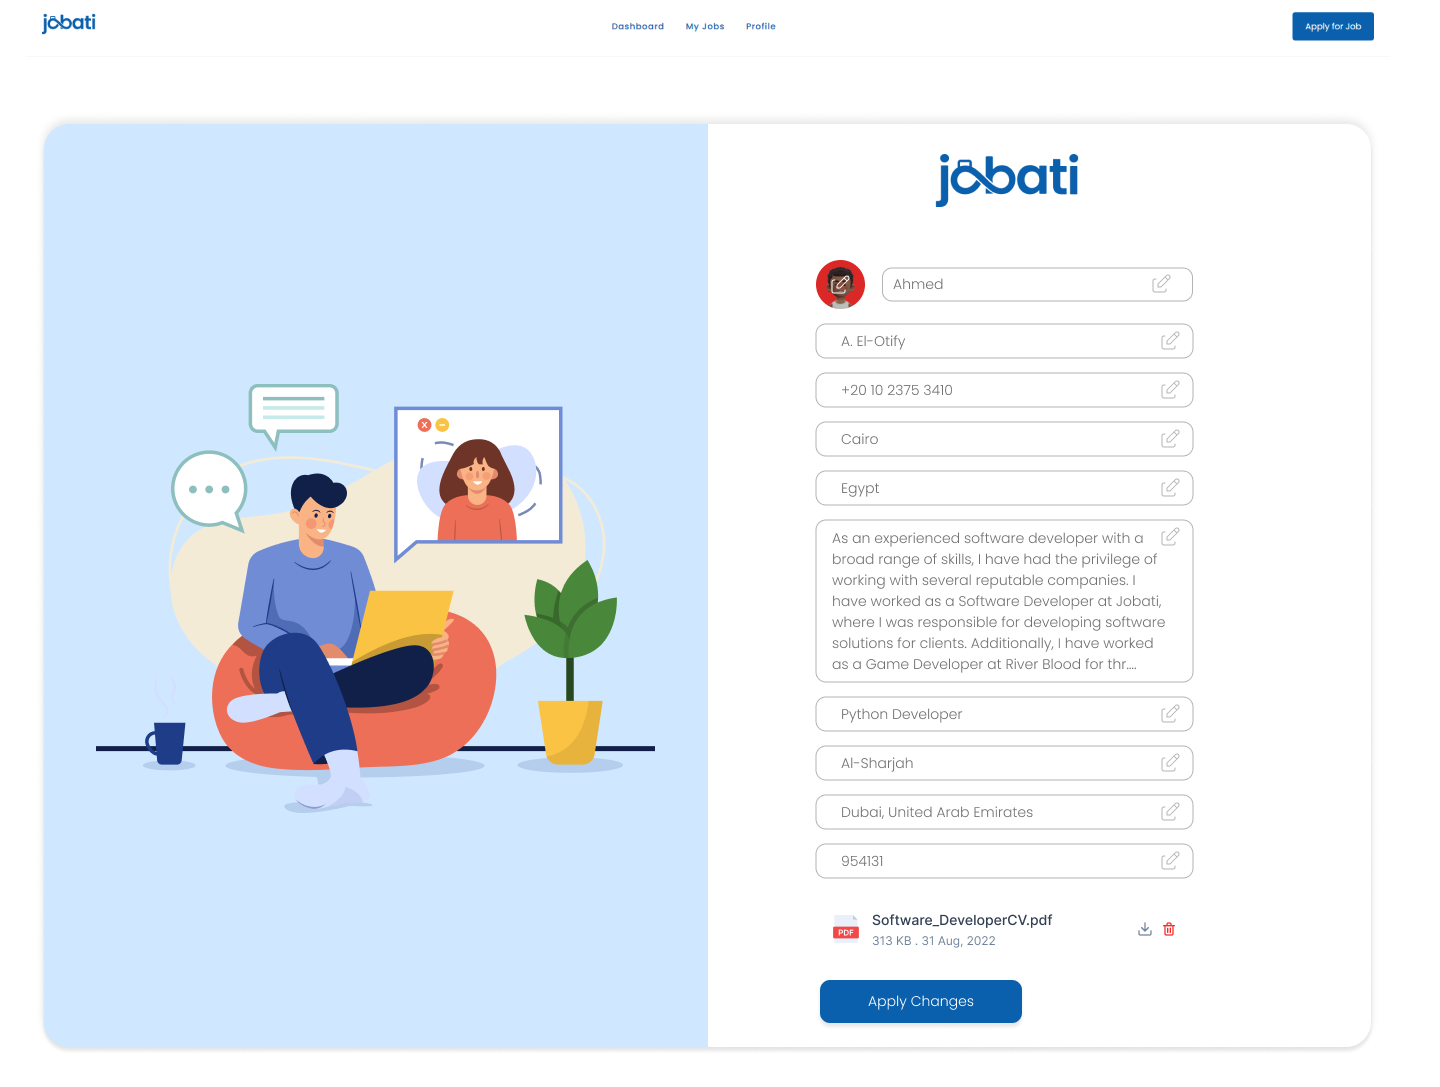 jobati
Dashboard
My Jobs
Profile
Apply for Job
jobati
Ahmed
A. El-Otify
+20 10 2375 3410
Cairo
Egypt
As an experienced software developer with a
broad range of skills, I have had the privilege of
working with several reputable companies. I
have worked as a Software Developer at Jobati,
where I was responsible for developing software
solutions for clients. Additionally, I have worked
as a Game Developer at River Blood for thr....
Python Developer
Al-Sharjah
Dubai, United Arab Emirates
954131
PDF
Software_DeveloperCV.pdf
313 KB . 31 Aug, 2022
Apply Changes